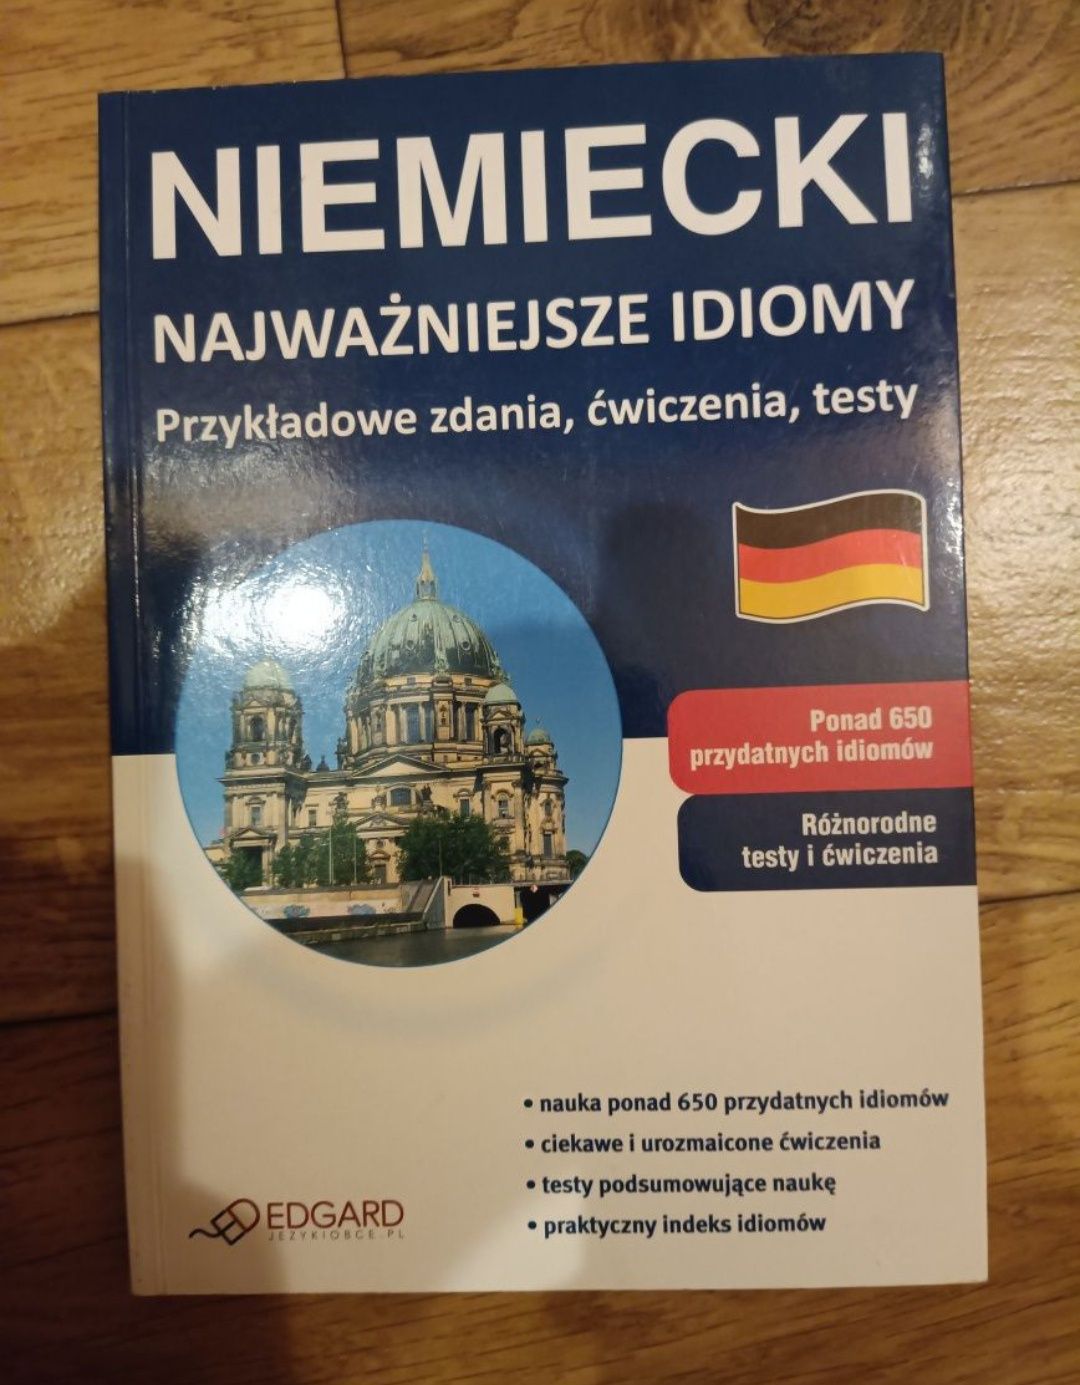 NIEMIECKI
NAJWAŻNIEJSZE IDIOMY
Przykładowe zdania, ćwiczenia, testy
Ponad 650
przydatnych idiomów
Różnorodne
testy i ćwiczenia
• nauka ponad 650 przydatnych idiomów
• ciekawe i urozmaicone ćwiczenia
• testy podsumowujące naukę
• praktyczny indeks idiomów
EDGARD
JEZYKIOBCE.PL